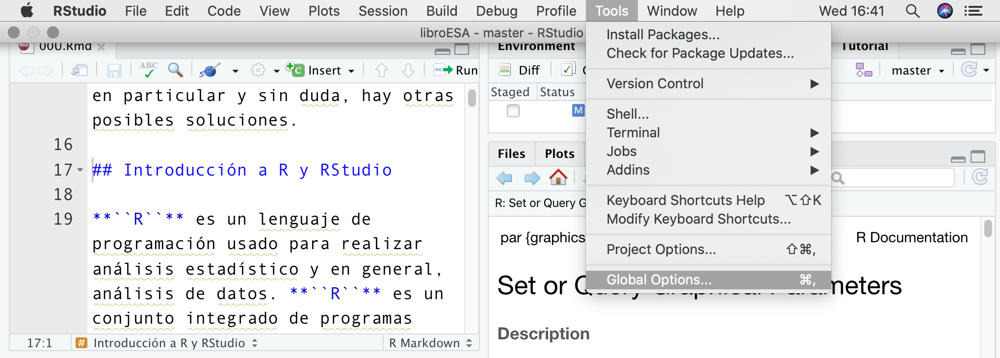 RStudio File Edit Code View Plots Session Build Debug Profile Tools Window Help Wed 16:41
libroESA - master - RStudio
00U.Rmd
ABC Insert Run
en particular y sin duda, hay otras
posibles soluciones.
16
17 ## Introducción a R y RStudio
18
19 **``R``** es un lenguaje de
programación usado para realizar
análisis estadístico y en general,
análisis de datos. **``R``** es un
conjunto integrado de programas
17:1 # Introducción a R y RStudio R Markdown
Install Packages...
Check for Package Updates...
Version Control
Shell...
Terminal
Jobs
Addins
Keyboard Shortcuts Help ⌥⇧K
Modify Keyboard Shortcuts...
Project Options... ⇧⌘,
Global Options... ⌘,
Environment Tutorial
Diff master
Staged Status
M
Files Plots
R: Set or Query G
par {graphics R Documentation
Set or Query Graphical Parameters
Description